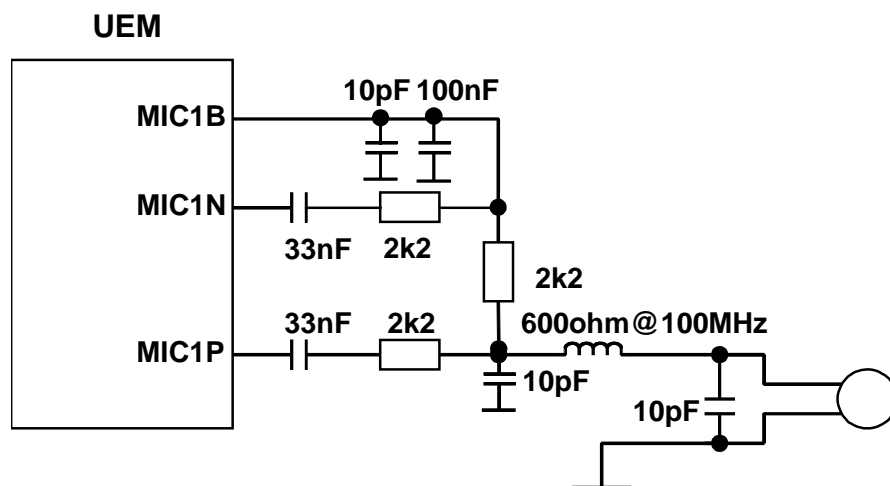 UEM
10pF 100nF
MIC1B
MIC1N
33nF 2k2
2k2
33nF 2k2 600ohm@100MHz
MIC1P
10pF
10pF